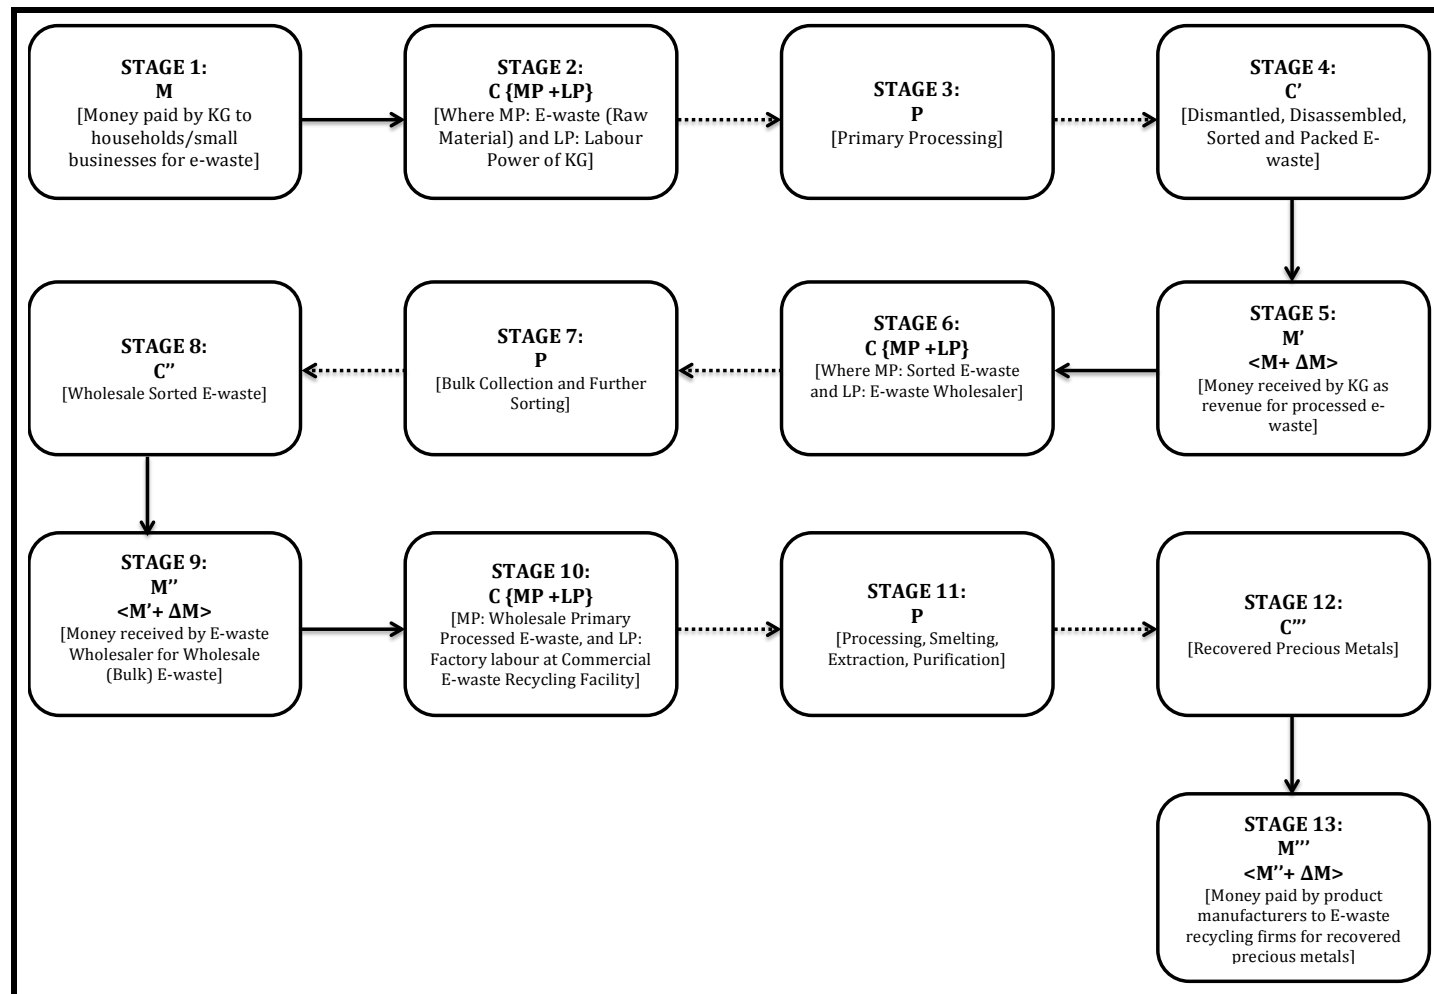 STAGE 1:
M
[Money paid by KG to
households/small
businesses for e-waste]
STAGE 2:
C {MP +LP}
[Where MP: E-waste (Raw
Material) and LP: Labour
Power of KG]
STAGE 3:
P
[Primary Processing]
STAGE 4:
C'
[Dismantled, Disassembled,
Sorted and Packed E-
waste]
STAGE 5:
M'
<M+ ΔM>
[Money received by KG as
revenue for processed e-
waste]
STAGE 6:
C {MP +LP}
[Where MP: Sorted E-waste
and LP: E-waste Wholesaler]
STAGE 7:
P
[Bulk Collection and Further
Sorting]
STAGE 8:
C''
[Wholesale Sorted E-waste]
STAGE 9:
M''
<M'+ ΔM>
[Money received by E-waste
Wholesaler for Wholesale
(Bulk) E-waste]
STAGE 10:
C {MP +LP}
[MP: Wholesale Primary
Processed E-waste, and LP:
Factory labour at Commercial
E-waste Recycling Facility]
STAGE 11:
P
[Processing, Smelting,
Extraction, Purification]
STAGE 12:
C'''
[Recovered Precious Metals]
STAGE 13:
M'''
<M''+ ΔM>
[Money paid by product
manufacturers to E-waste
recycling firms for recovered
precious metals]